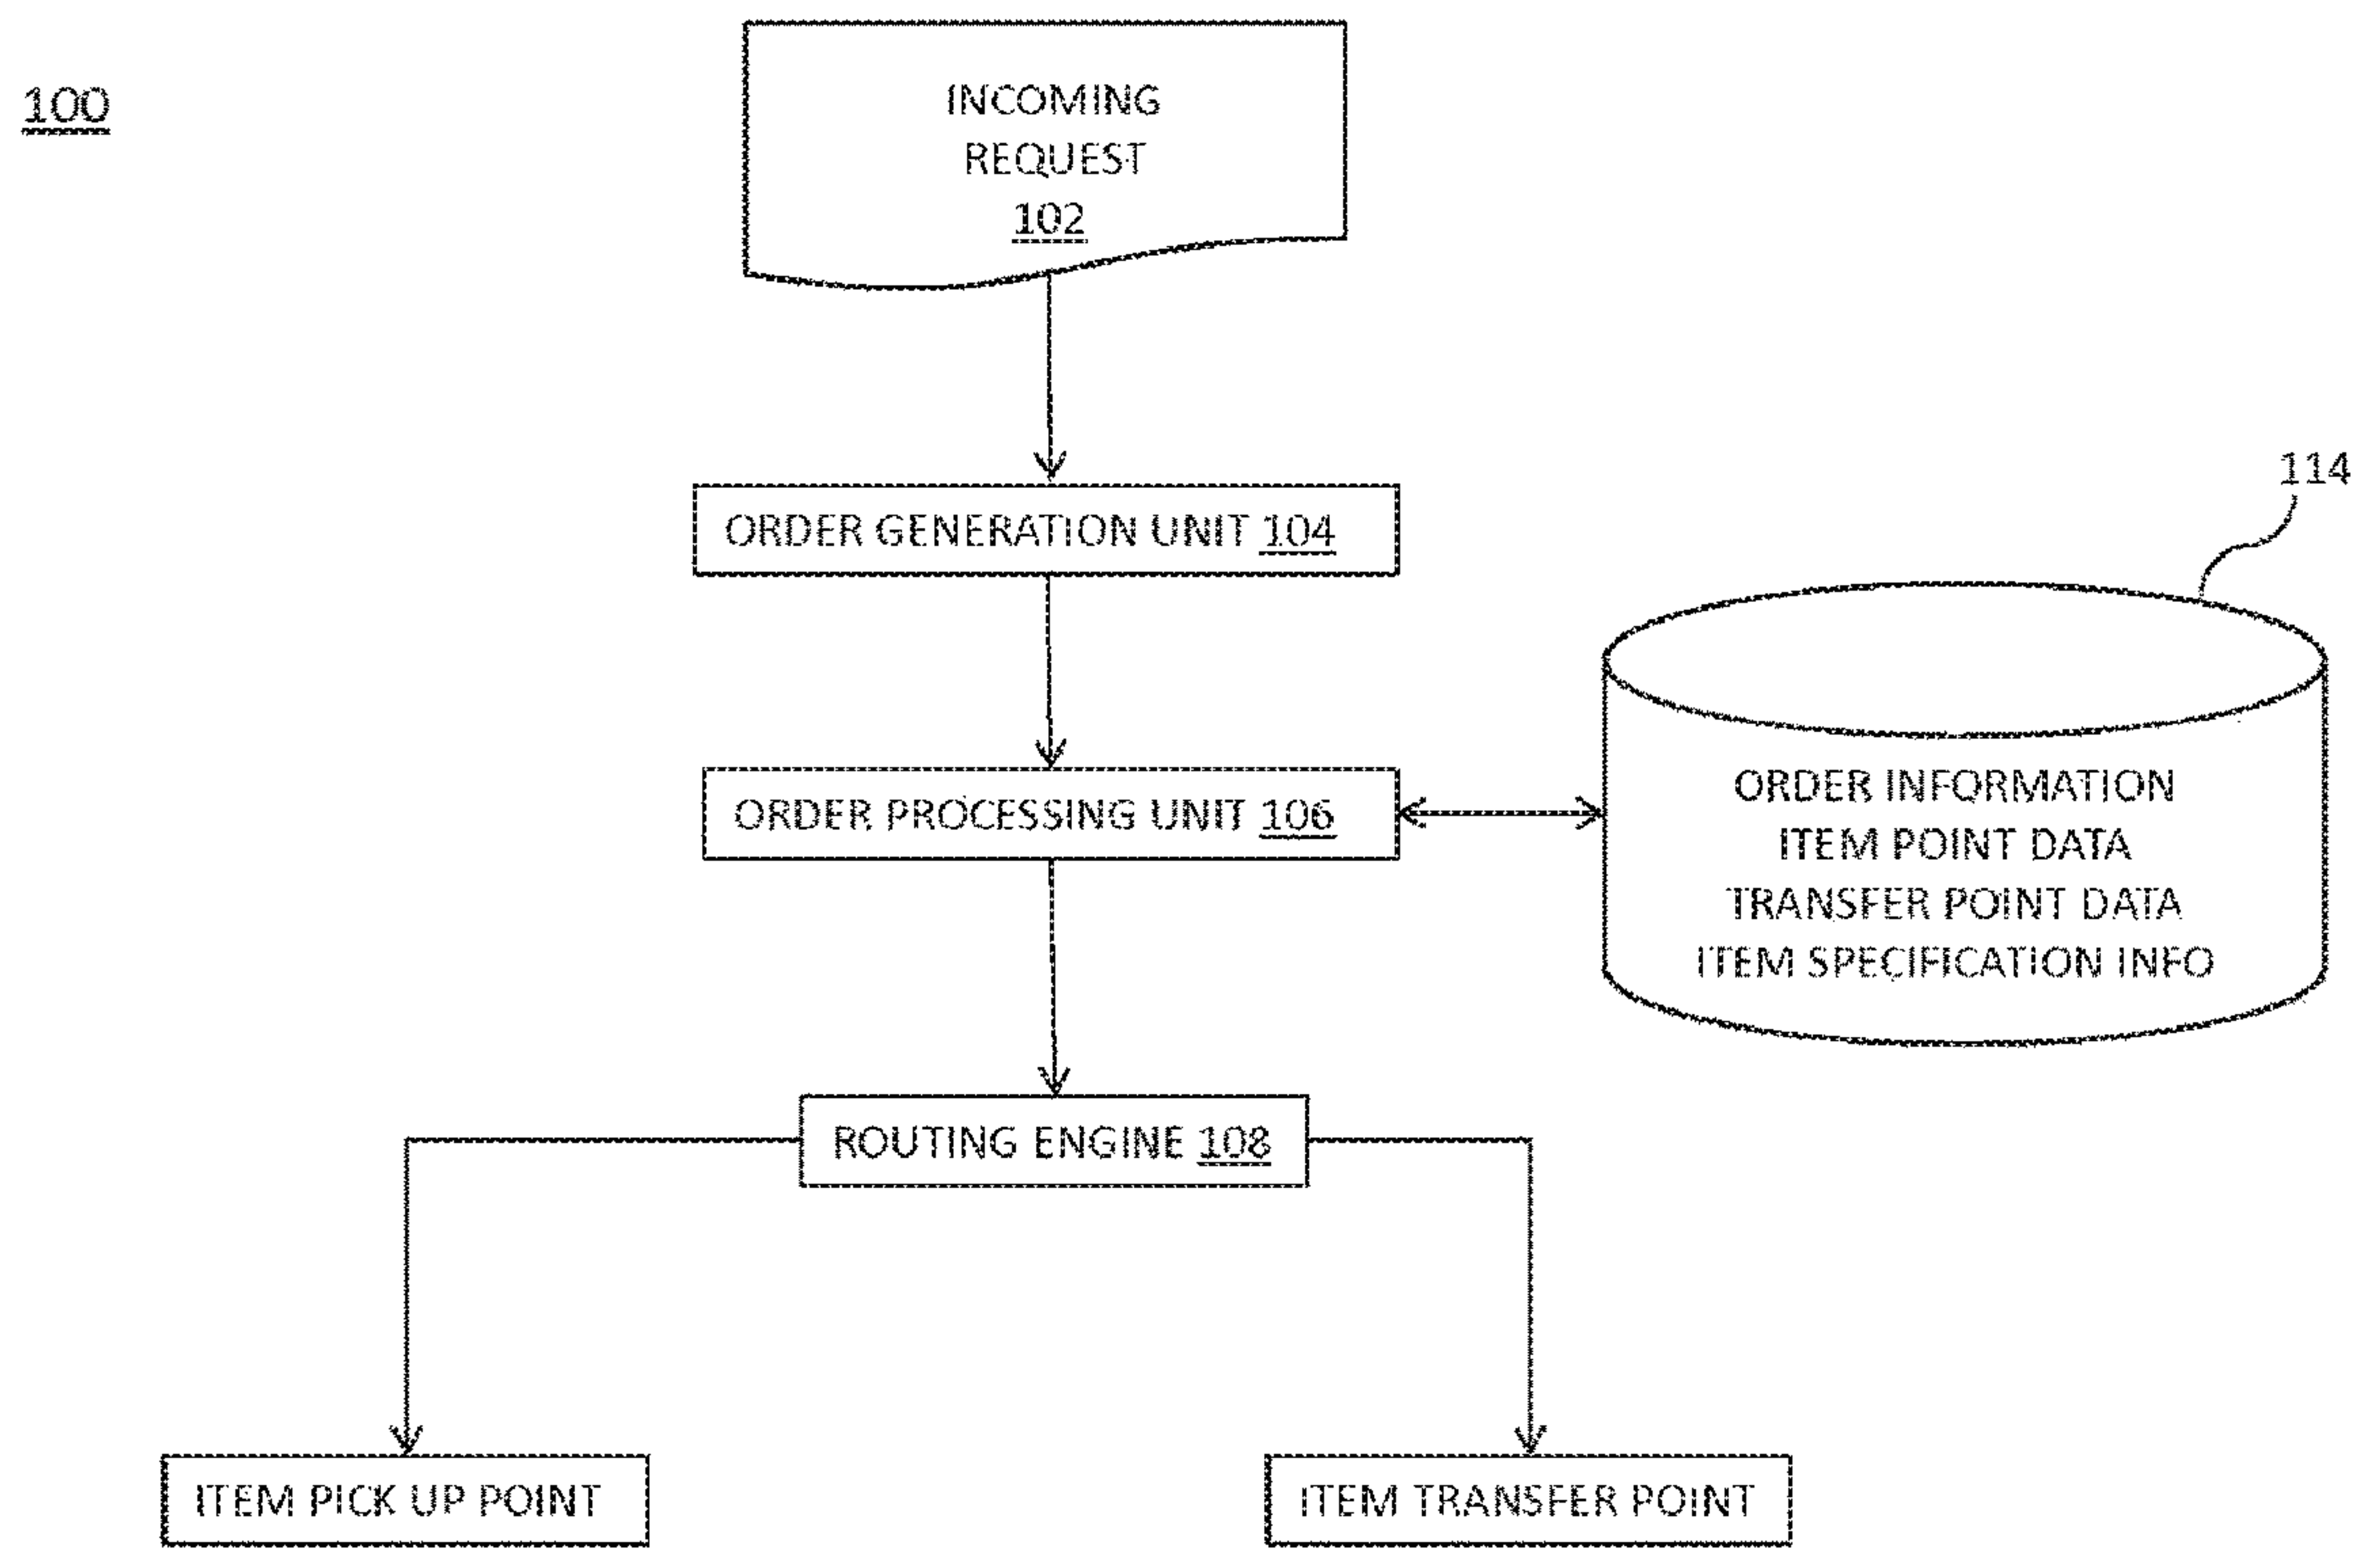 100
INCOMING
REQUEST
102
ORDER GENERATION UNIT 104
114
ORDER PROCESSING UNIT 106
ORDER INFORMATION
ITEM POINT DATA
TRANSFER POINT DATA
ITEM SPECIFICATION INFO
ROUTING ENGINE 108
ITEM PICK UP POINT
ITEM TRANSFER POINT